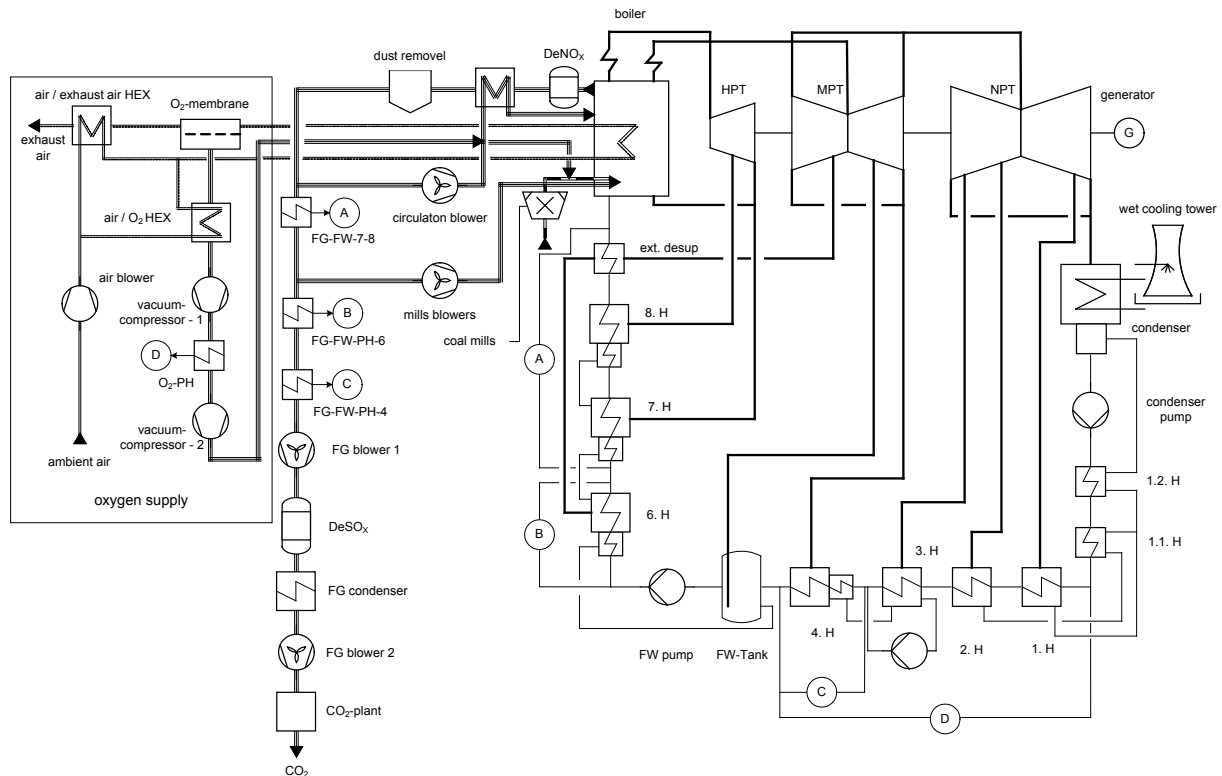 boiler
dust removel
DeNOX
air / exhaust air HEX
O2-membrane
HPT
MPT
NPT
generator
G
exhaust
air
air / O2 HEX
circulaton blower
A
FG-FW-7-8
wet cooling tower
ext. desup
air blower
vacuum-
compressor - 1
mills blowers
B
FG-FW-PH-6
coal mills
8. H
condenser
D
O2-PH
A
C
FG-FW-PH-4
7. H
condenser
pump
vacuum-
compressor - 2
ambient air
FG blower 1
oxygen supply
1.2. H
6. H
B
DeSOX
1.1. H
3. H
FG condenser
4. H
2. H
1. H
FG blower 2
FW pump
FW-Tank
C
D
CO2-plant
CO2